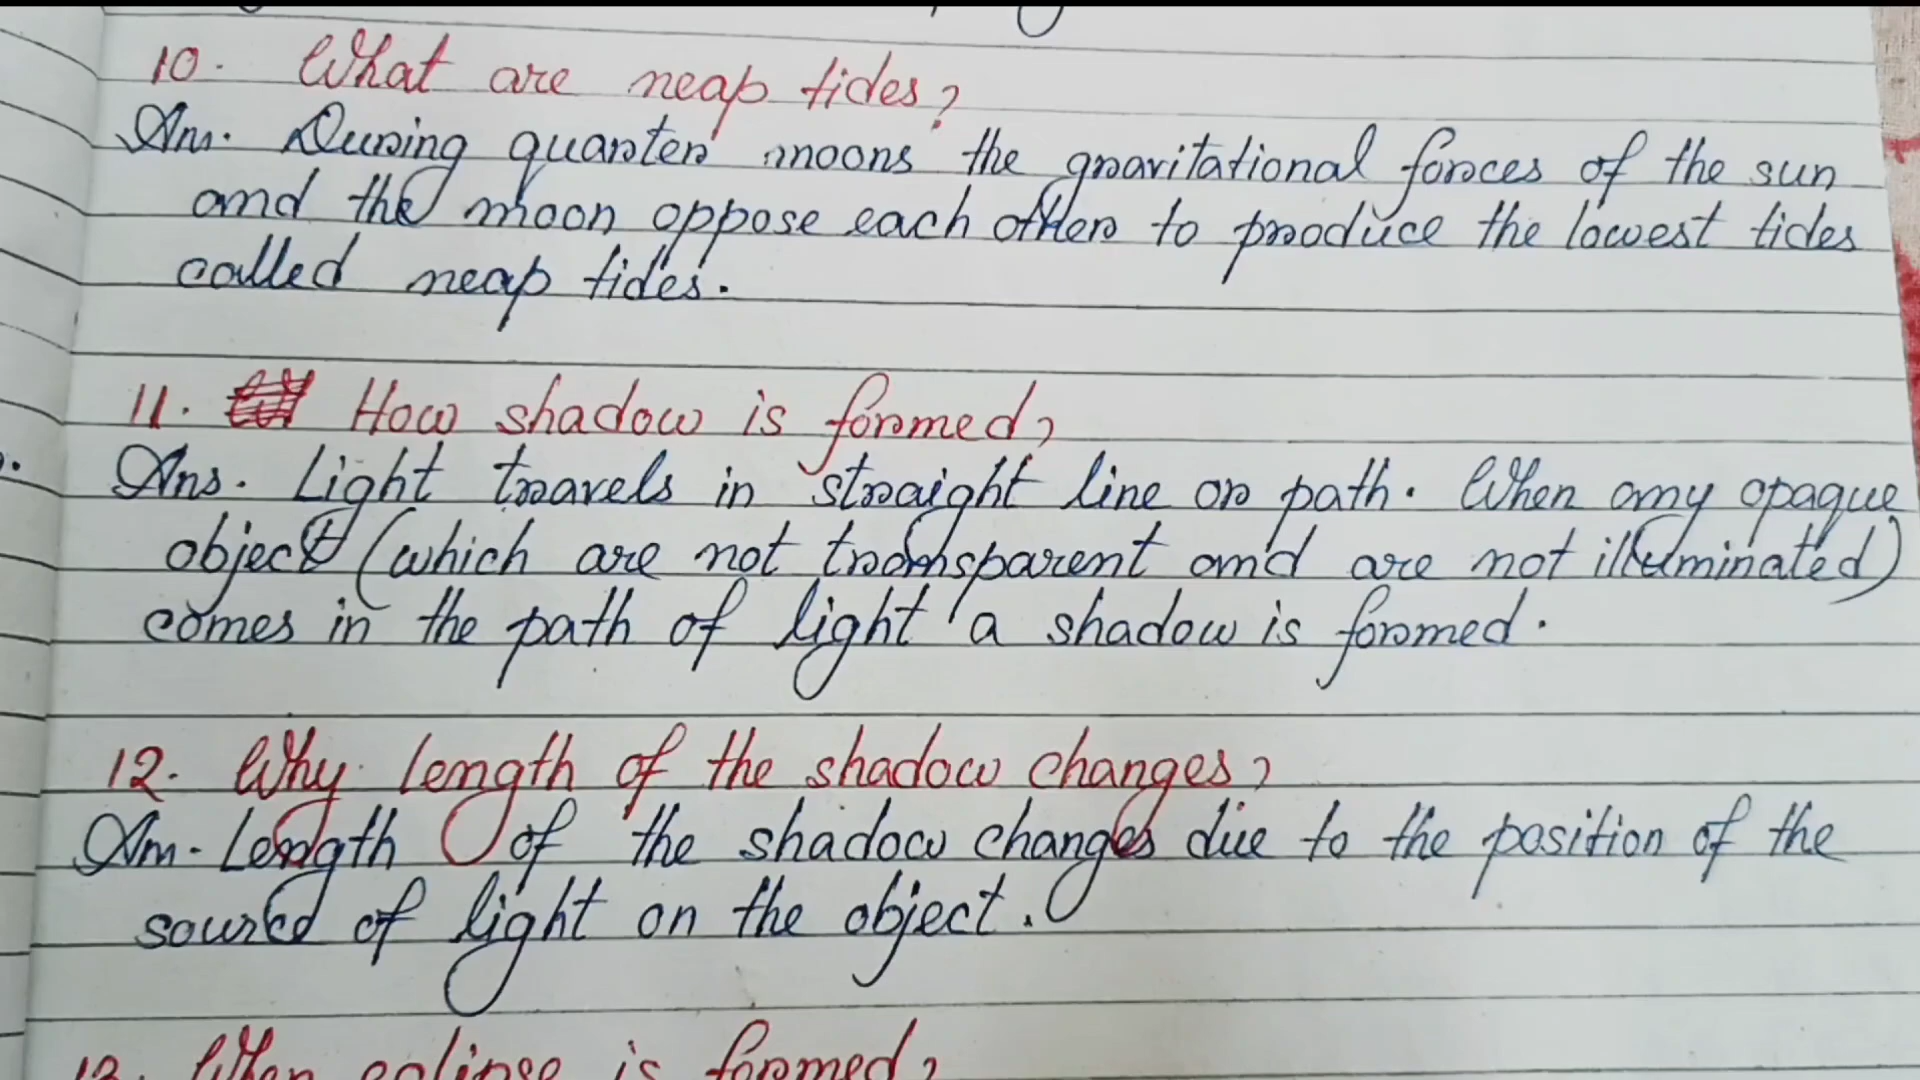 10. What are neap tides?
Ans. During quarter moons the gravitational forces of the sun
and the moon oppose each other to produce the lowest tides
called neap tides.
11. How shadow is formed?
Ans. Light travels in straight line or path. When any opaque
object (which are not transparent and are not illuminated)
comes in the path of light a shadow is formed.
12. Why length of the shadow changes?
Ans. Length of the shadow changes due to the position of the
source of light on the object.
13. When eclipse is formed?